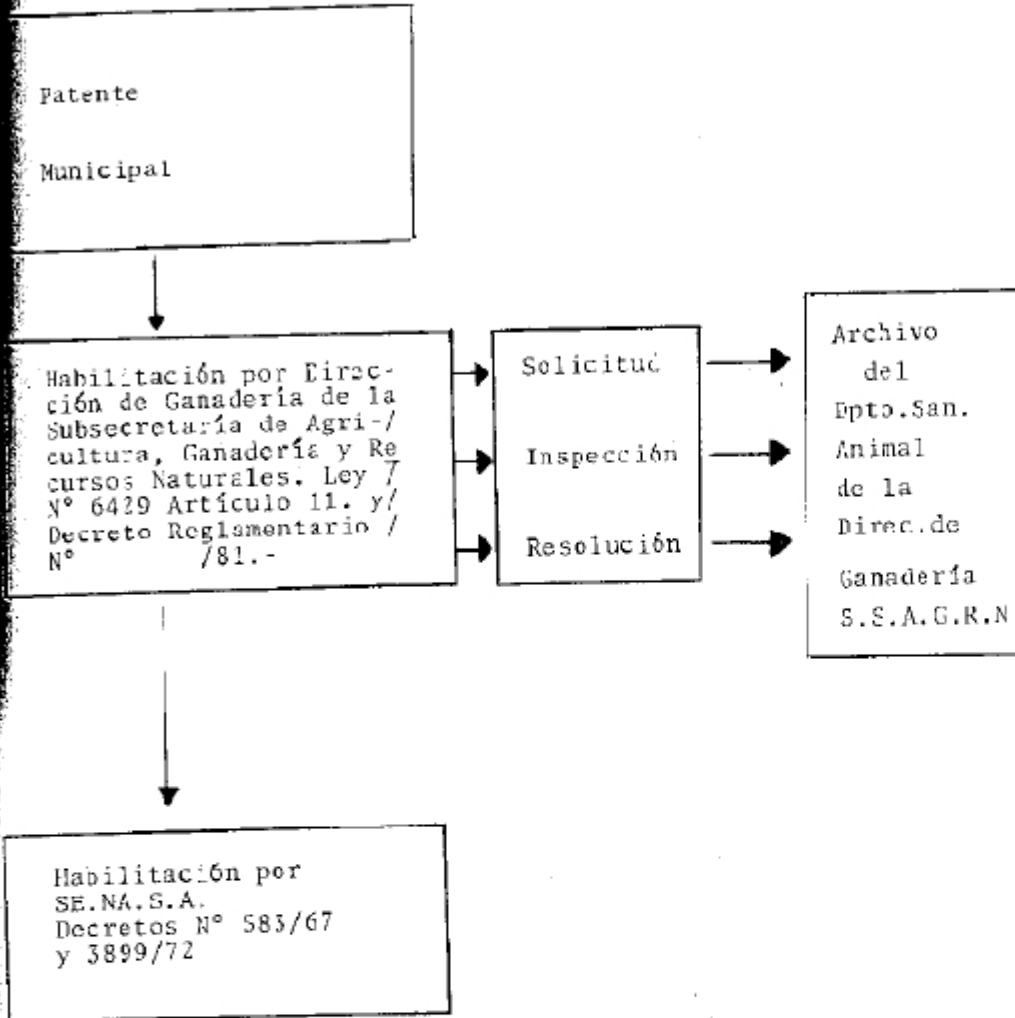 Patente
Municipal
Habilitación por Direc-
ción de Ganadería de la
Subsecretaría de Agri-/
cultura, Ganadería y Re
cursos Naturales. Ley /
N° 6429 Artículo 11. y/
Decreto Reglamentario /
N° /81.-
Solicitud
Inspección
Resolución
Archivo
del
Dpto.San.
Animal
de la
Direc.de
Ganadería
S.S.A.G.R.N
Habilitación por
SE.NA.S.A.
Decretos N° 583/67
y 3899/72